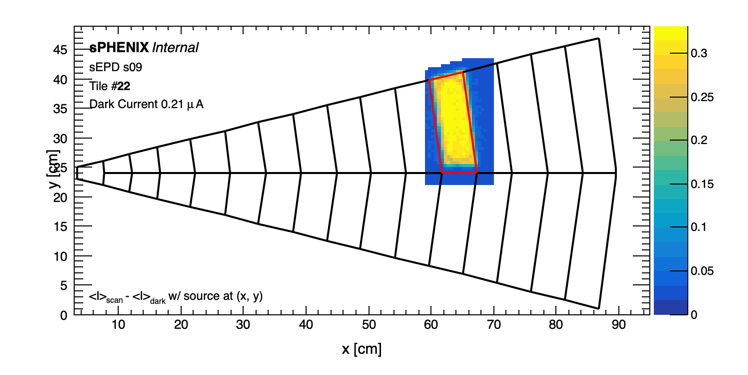 sPHENIX Internal
sEPD s09
Tile #22
Dark Current 0.21 μA
<I>scan - <I>dark w/ source at (x, y)
y [cm]
45
40
35
30
25
20
15
10
5
0
10 20 30 40 50 60 70 80 90
x [cm]
0.3
0.25
0.2
0.15
0.1
0.05
0